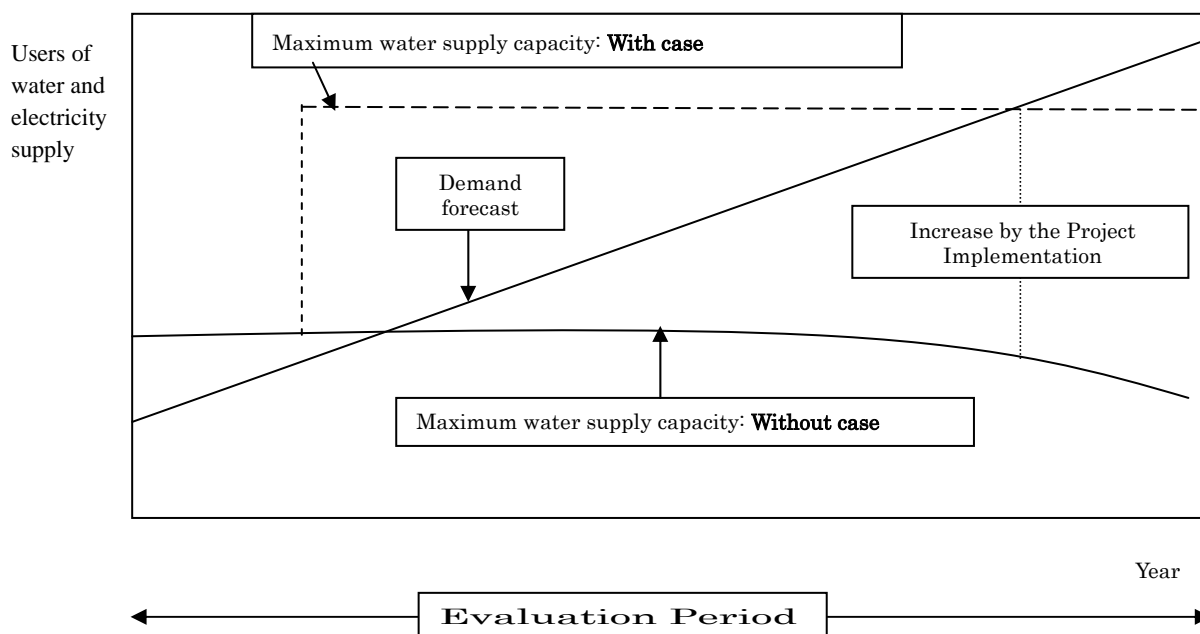 Maximum water supply capacity: With case
Users of
water and
electricity
supply
Demand
forecast
Increase by the Project
Implementation
Maximum water supply capacity: Without case
Year
Evaluation Period